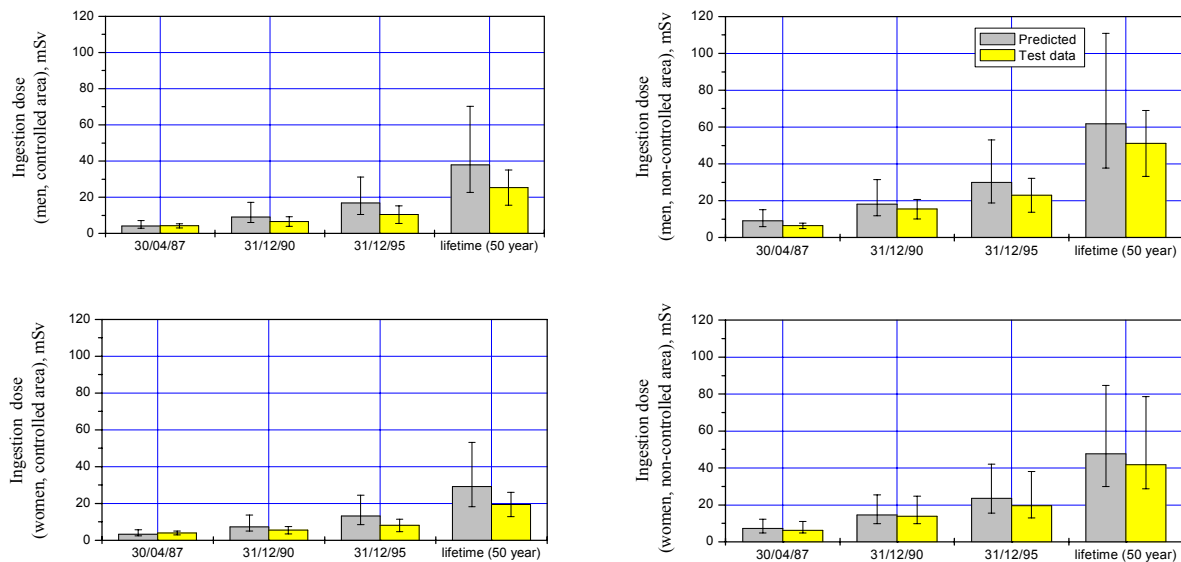 Ingestion dose
(men, controlled area), mSv
120
100
80
60
40
20
0
30/04/87 31/12/90 31/12/95 lifetime (50 year)
Ingestion dose
(men, non-controlled area), mSv
120
100
80
60
40
20
0
Predicted
Test data
30/04/87 31/12/90 31/12/95 lifetime (50 year)
Ingestion dose
(women, controlled area), mSv
120
100
80
60
40
20
0
30/04/87 31/12/90 31/12/95 lifetime (50 year)
Ingestion dose
(women, non-controlled area), mSv
120
100
80
60
40
20
0
30/04/87 31/12/90 31/12/95 lifetime (50 year)